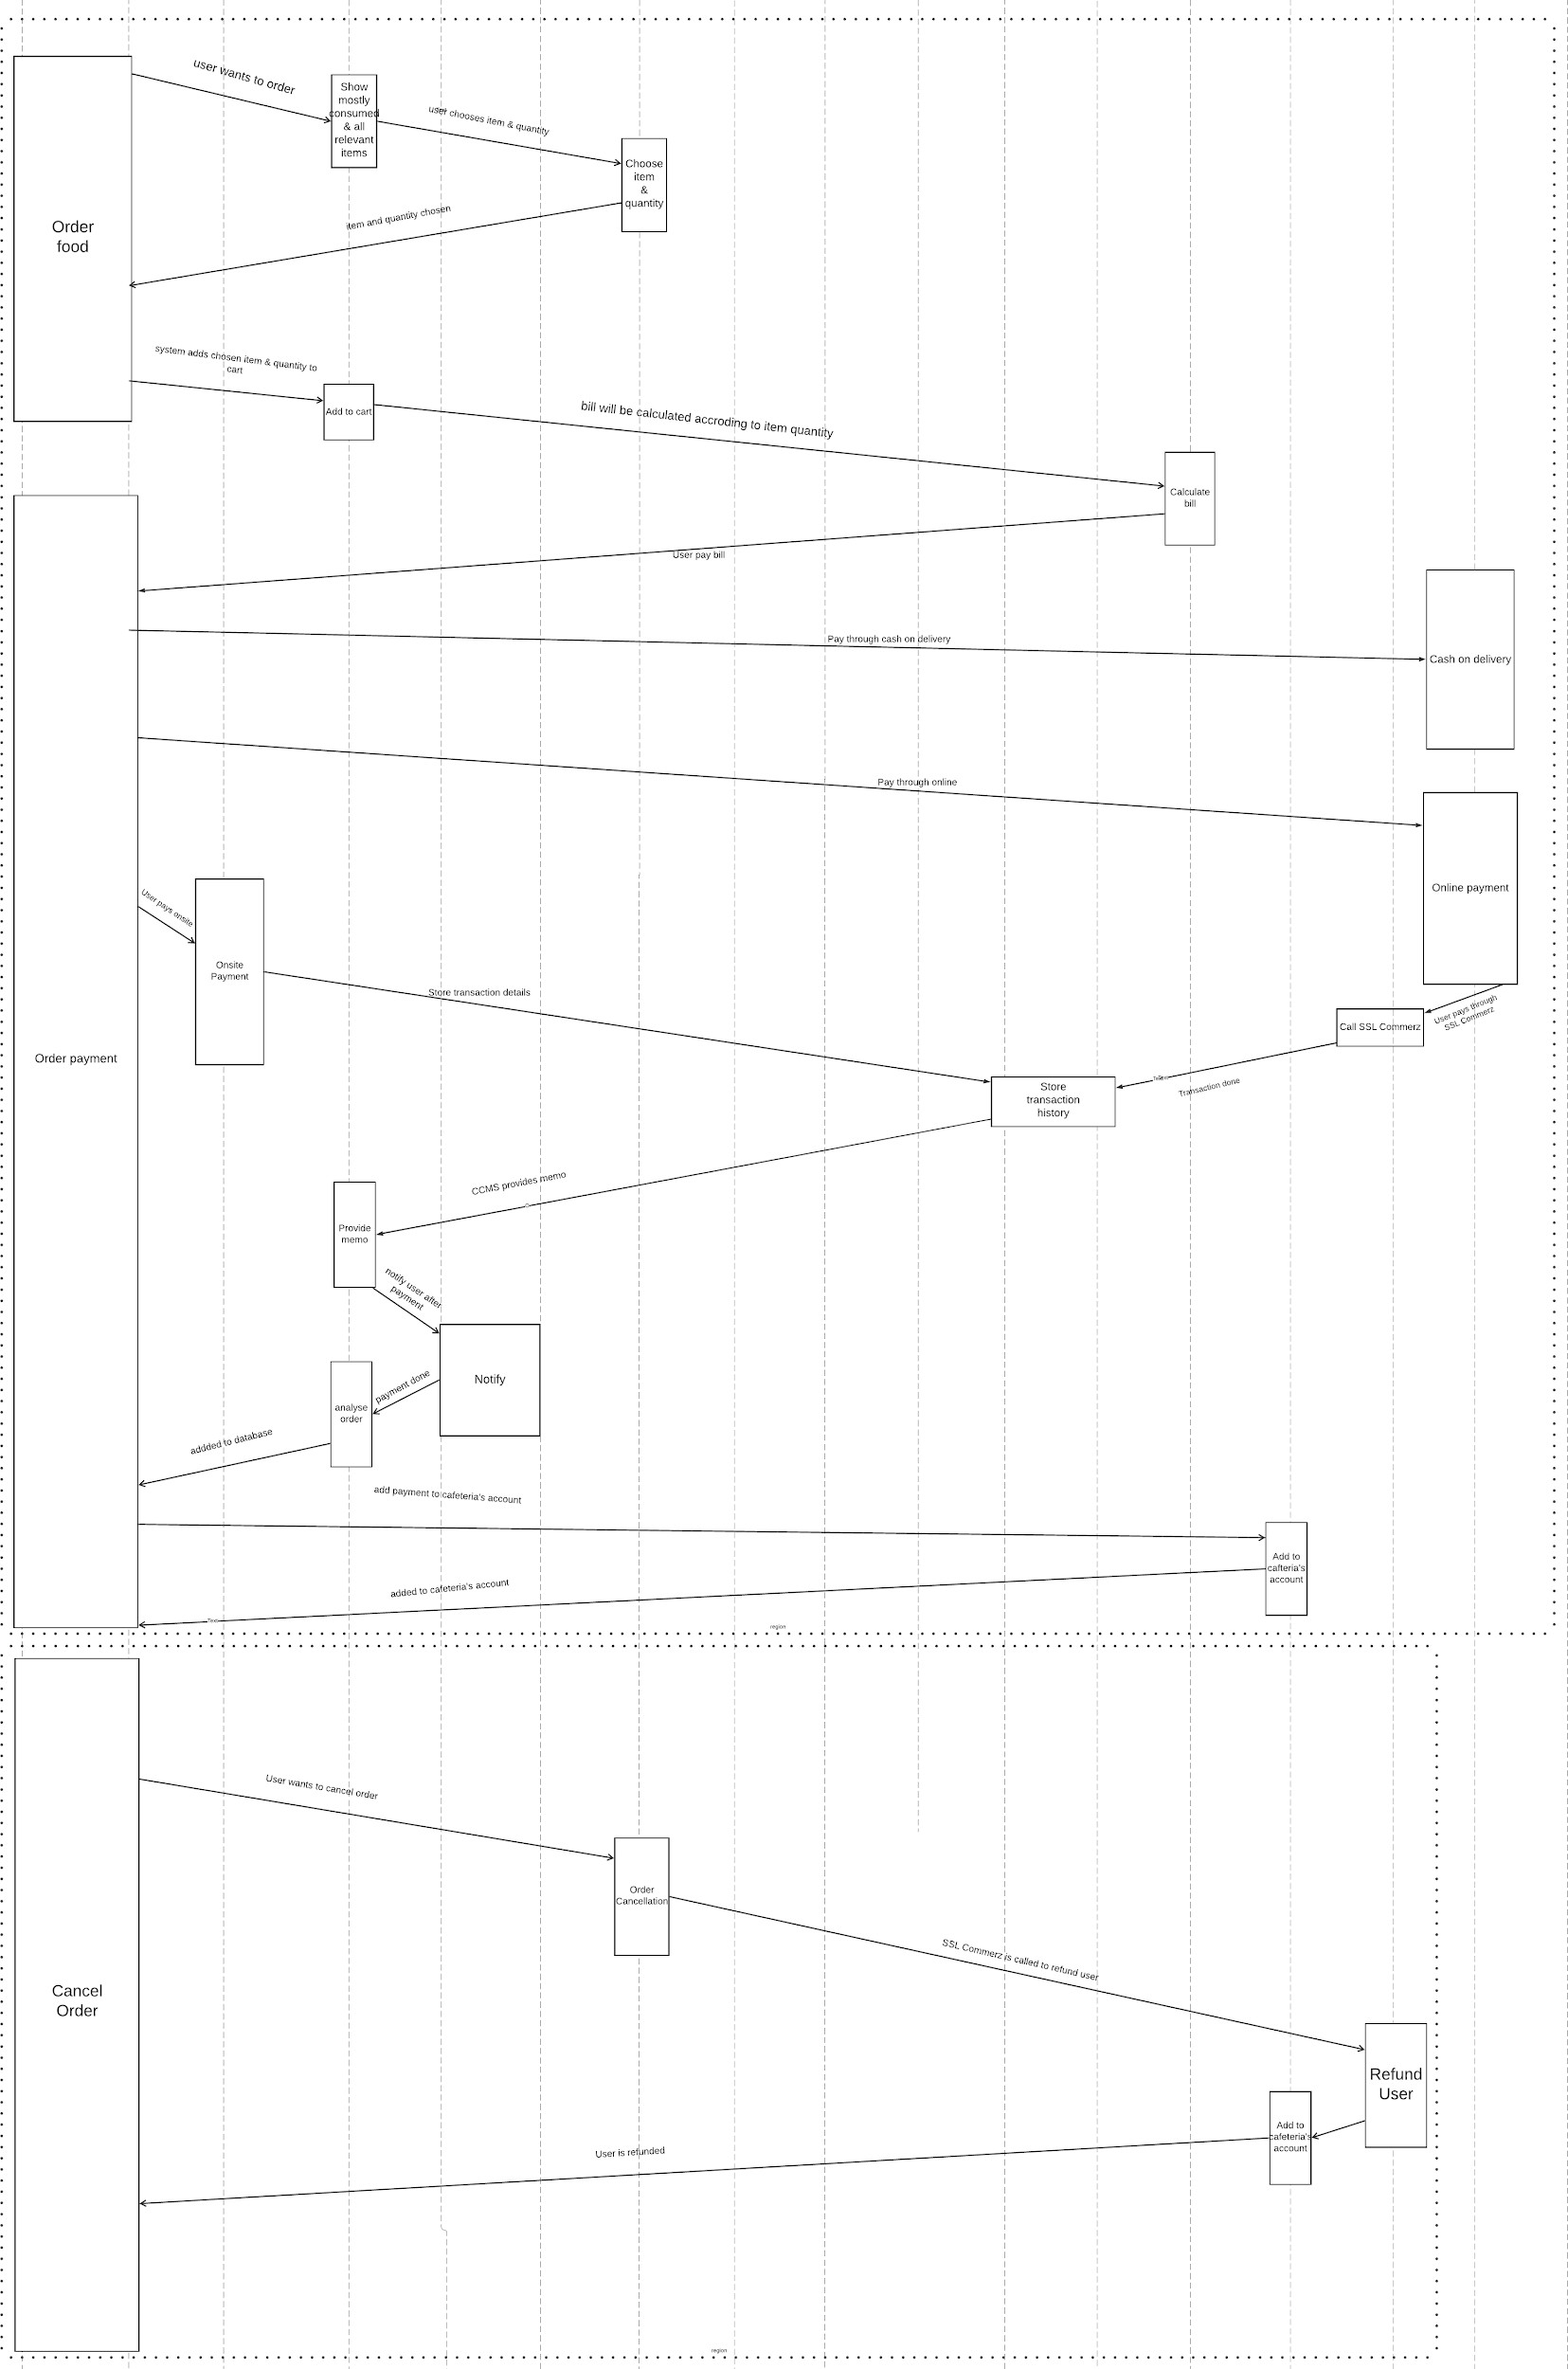 user wants to order
Show
mostly
consumed
& all
relevant
items
user chooses item & quantity
Choose
item
&
quantity
item and quantity chosen
Order
food
system adds chosen item & quantity to
cart
Add to cart
bill will be calculated accroding to item quantity
Calculate
bill
User pay bill
Pay through cash on delivery
Cash on delivery
Pay through online
Online payment
User pays onsite
Onsite
Payment
Store transaction details
User pays through
SSL Commerz
Call SSL Commerz
Transaction done
Store
transaction
history
Order payment
CCMS provides memo
Provide
memo
notify user after
payment
Notify
payment done
analyse
order
addded to database
add payment to cafeteria's account
Add to
cafteria's
account
added to cafeteria's account
Text
region
User wants to cancel order
Order
Cancellation
SSL Commerz is called to refund user
Cancel
Order
Refund
User
Add to
cafeteria's
account
User is refunded
region